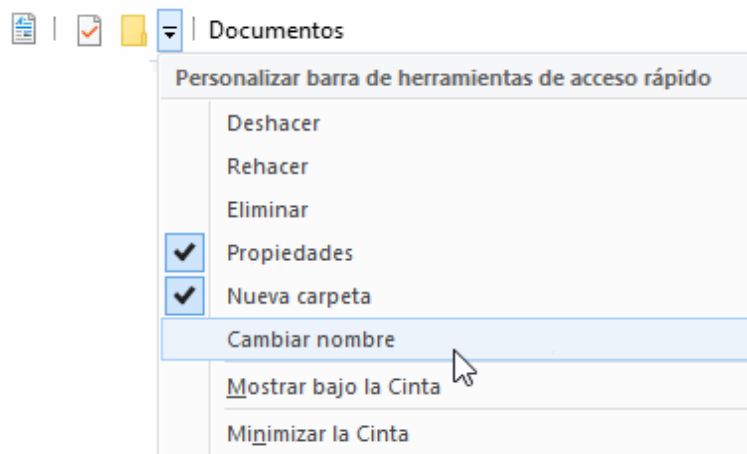 Documentos
Personalizar barra de herramientas de acceso rápido
Deshacer
Rehacer
Eliminar
Propiedades
Nueva carpeta
Cambiar nombre
Mostrar bajo la Cinta
Minimizar la Cinta